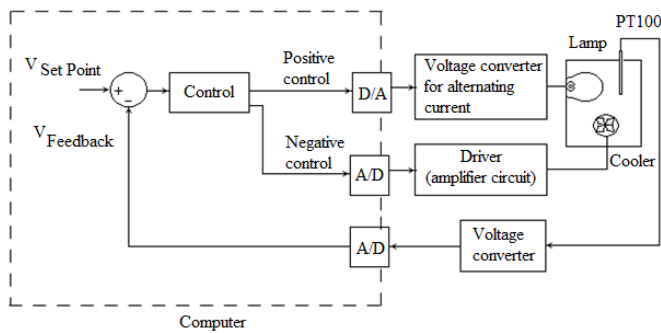 PT100
Lamp
Positive
control
Voltage converter
for alternating
current
V Set Point
+
-
Control
D/A
V Feedback
Negative
control
A/D
Driver
(amplifier circuit)
Cooler
A/D
Voltage
converter
Computer